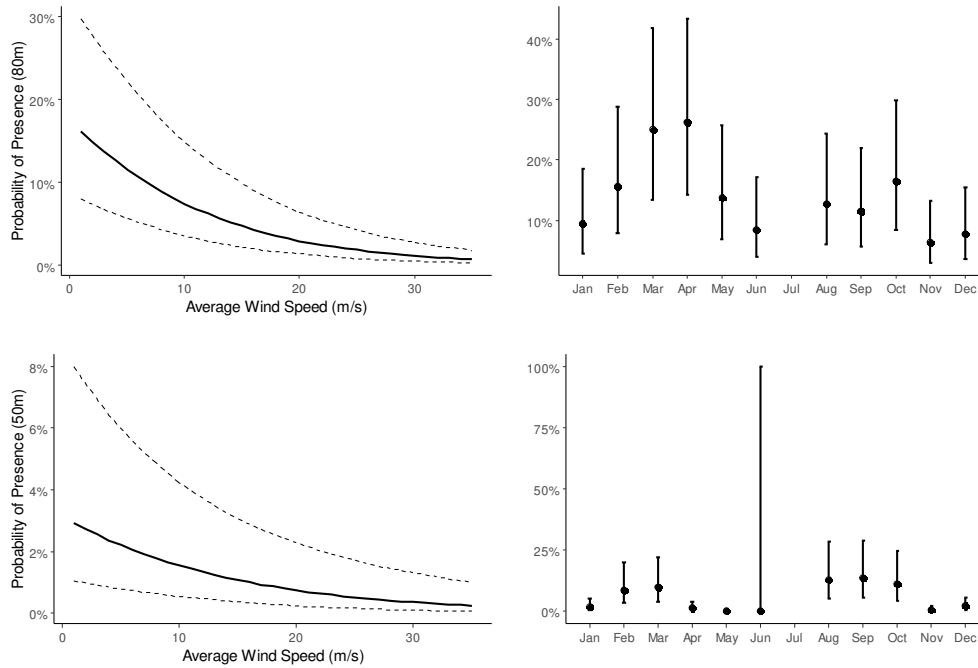 Probability of Presence (80m)
30%
20%
10%
0%
0 10 20 30
Average Wind Speed (m/s)
40%
30%
20%
10%
Jan Feb Mar Apr May Jun Jul Aug Sep Oct Nov Dec
Probability of Presence (50m)
8%
6%
4%
2%
0%
0 10 20 30
Average Wind Speed (m/s)
100%
75%
50%
25%
0%
Jan Feb Mar Apr May Jun Jul Aug Sep Oct Nov Dec